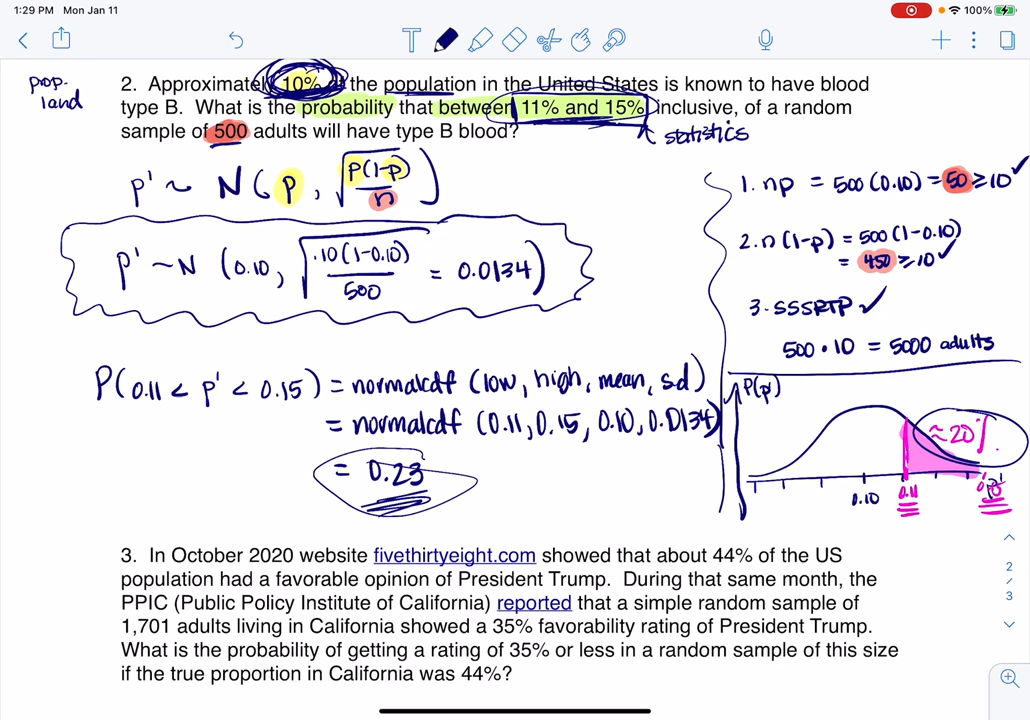 1:29 PM Mon Jan 11
100%
prop-
land
2. Approximately 10% of the population in the United States is known to have blood
type B. What is the probability that between 11% and 15% inclusive, of a random
sample of 500 adults will have type B blood?
statistics
p' ~ N(p, √(p(1-p)/n))
p' ~ N (0.10, √(.10(1-0.10)/500) = 0.0134)
1. np = 500(0.10) = 50 ≥ 10 ✓
2. n(1-p) = 500(1-0.10)
= 450 ≥ 10 ✓
3. SSSRTP ✓
500 • 10 = 5000 adults
P(0.11 < p' < 0.15) = normalcdf (low, high, mean, sd)
= normalcdf (0.11, 0.15, 0.10, 0.0134)
= 0.23
P(p')
≈20%.
0.10
0.11
p'
3. In October 2020 website fivethirtyeight.com showed that about 44% of the US
population had a favorable opinion of President Trump. During that same month, the
PPIC (Public Policy Institute of California) reported that a simple random sample of
1,701 adults living in California showed a 35% favorability rating of President Trump.
What is the probability of getting a rating of 35% or less in a random sample of this size
if the true proportion in California was 44%?
2
/
3